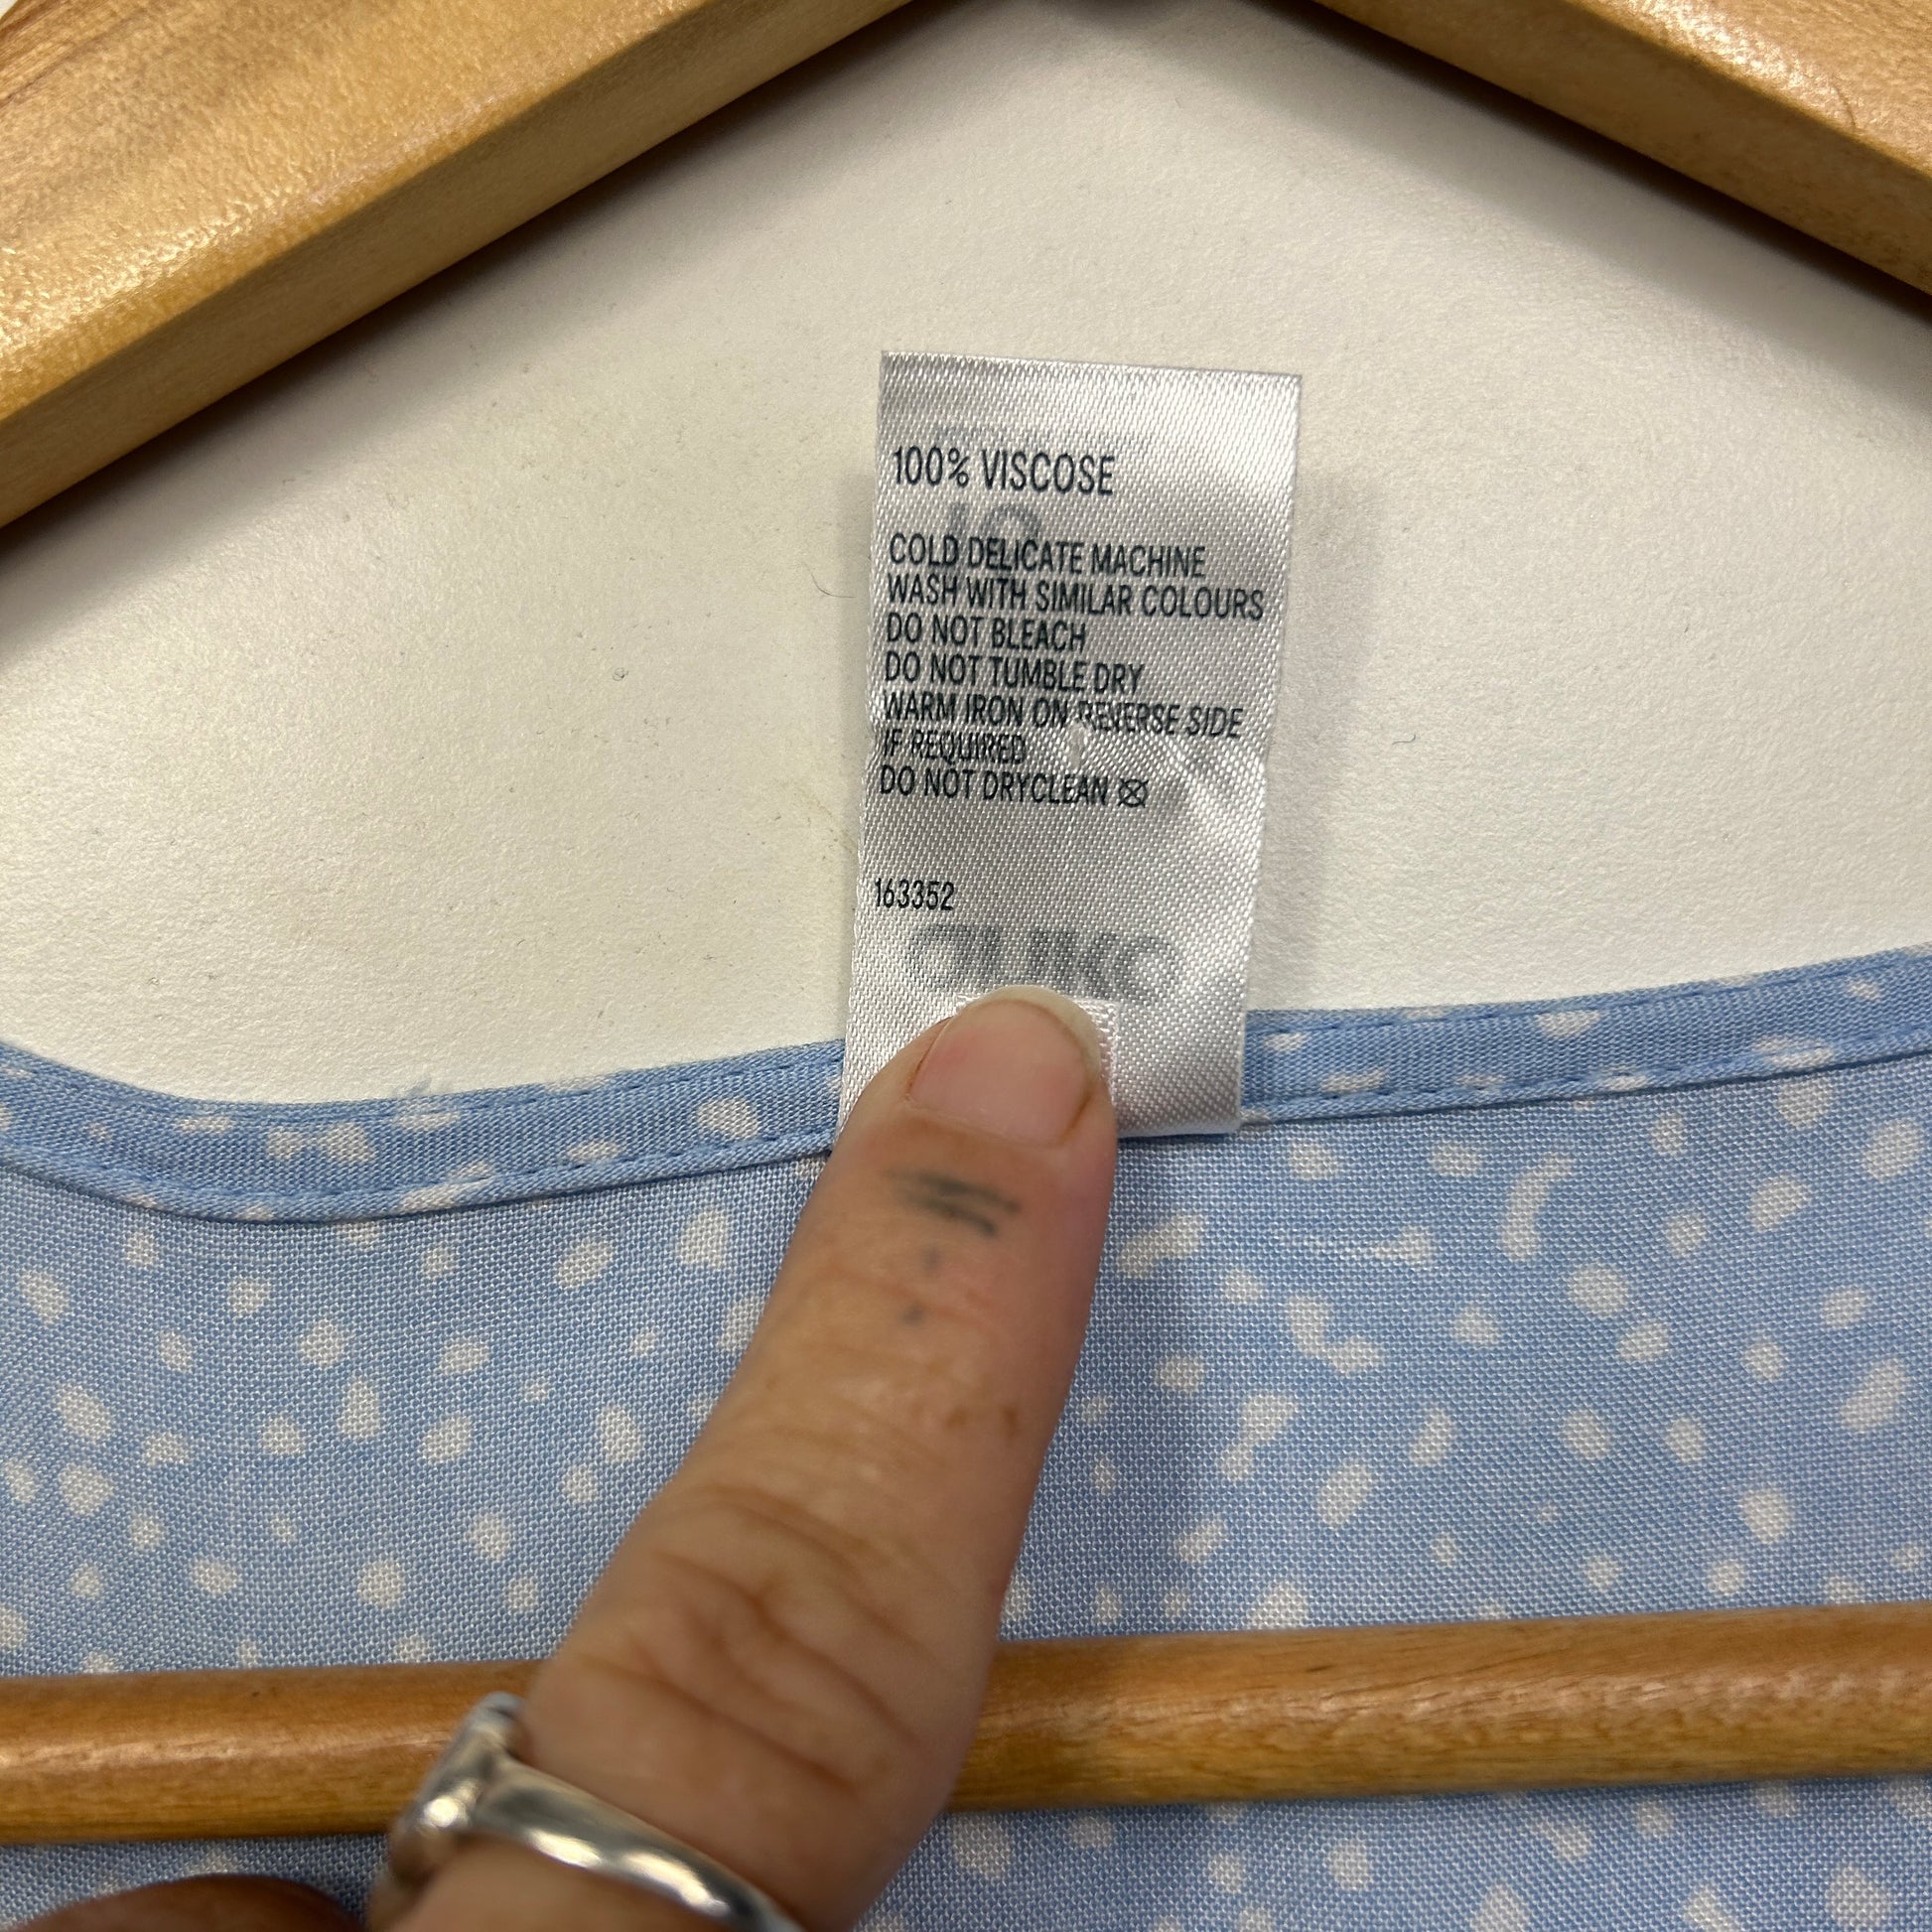 100% VISCOSE
COLD DELICATE MACHINE
WASH WITH SIMILAR COLOURS
DO NOT BLEACH
DO NOT TUMBLE DRY
WARM IRON ON REVERSE SIDE
IF REQUIRED
DO NOT DRYCLEAN
163352